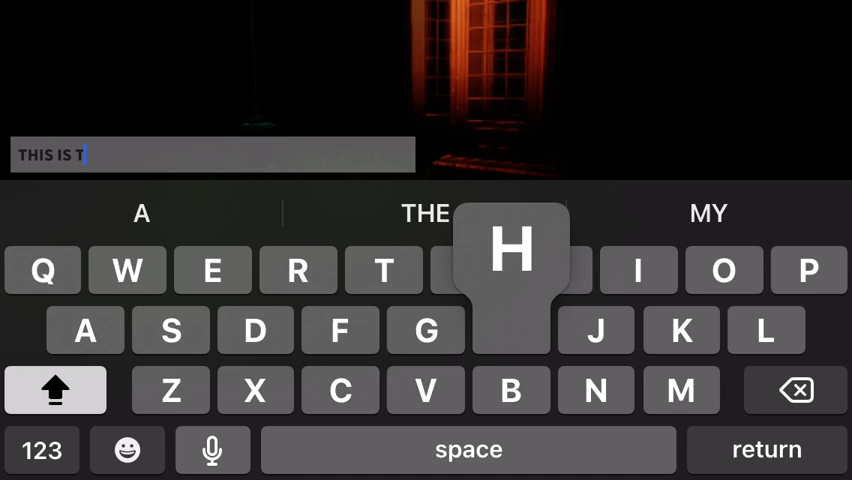 THIS IS T
A THE MY
H
Q W E R T I O P
A S D F G J K L
Z X C V B N M
123 space return